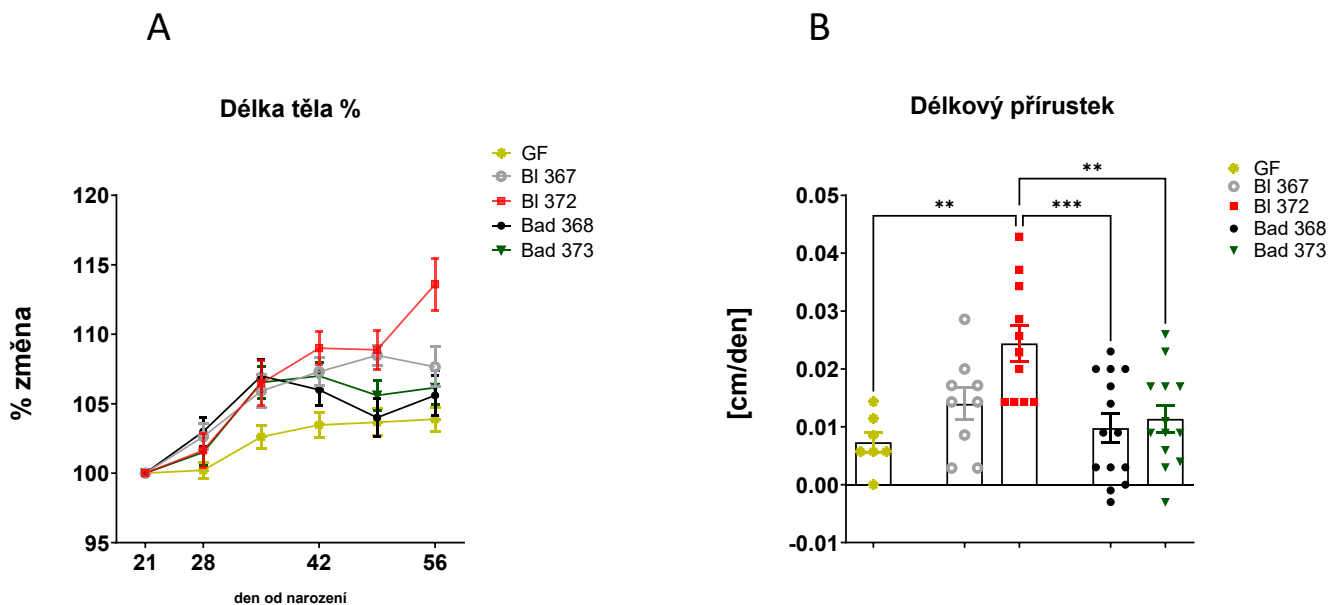 A
Délka těla %
GF
Bl 367
Bl 372
Bad 368
Bad 373
% změna
120
115
110
105
100
95
21
28
42
56
den od narození
B
Délkový přírustek
GF
Bl 367
Bl 372
Bad 368
Bad 373
**
**
***
[cm/den]
0.05
0.04
0.03
0.02
0.01
0.00
-0.01